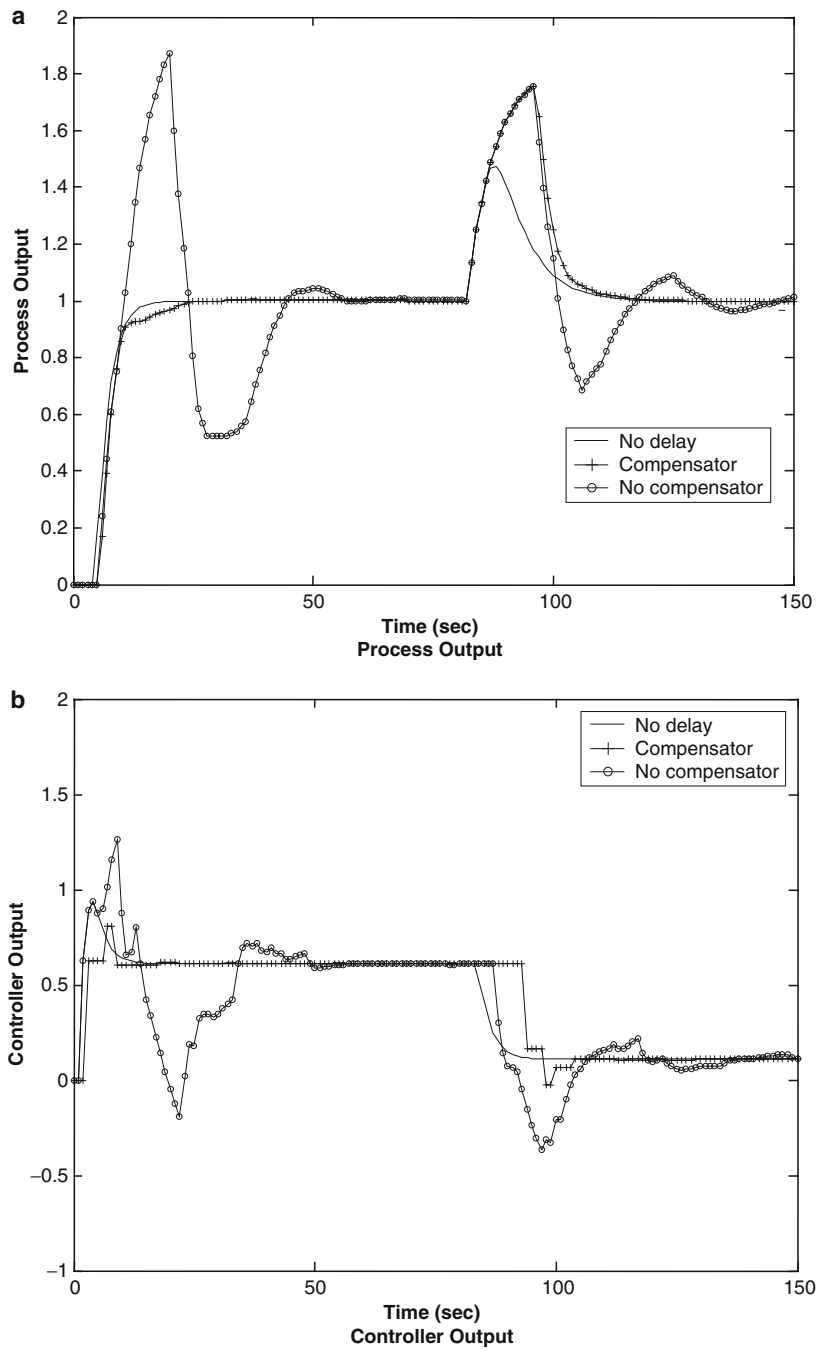 a
2
1.8
1.6
1.4
1.2
1
0.8
0.6
0.4
0.2
0
Process Output
No delay
Compensator
No compensator
0
50
100
150
Time (sec)
Process Output
b
2
1.5
1
0.5
0
−0.5
−1
Controller Output
No delay
Compensator
No compensator
0
50
100
150
Time (sec)
Controller Output